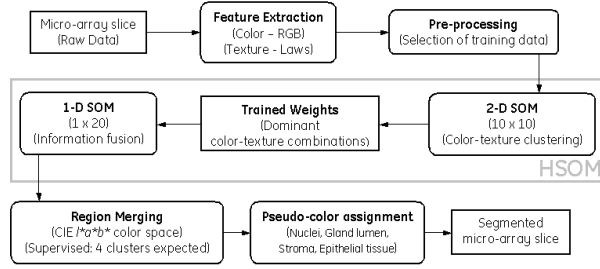 Micro-array slice
(Raw Data)
Feature Extraction
(Color – RGB)
(Texture - Laws)
Pre-processing
(Selection of training data)
1-D SOM
(1 x 20)
(Information fusion)
Trained Weights
(Dominant
color-texture combinations)
2-D SOM
(10 x 10)
(Color-texture clustering)
HSOM
Region Merging
(CIE l*a*b* color space)
(Supervised: 4 clusters expected)
Pseudo-color assignment
(Nuclei, Gland lumen,
Stroma, Epithelial tissue)
Segmented
micro-array slice